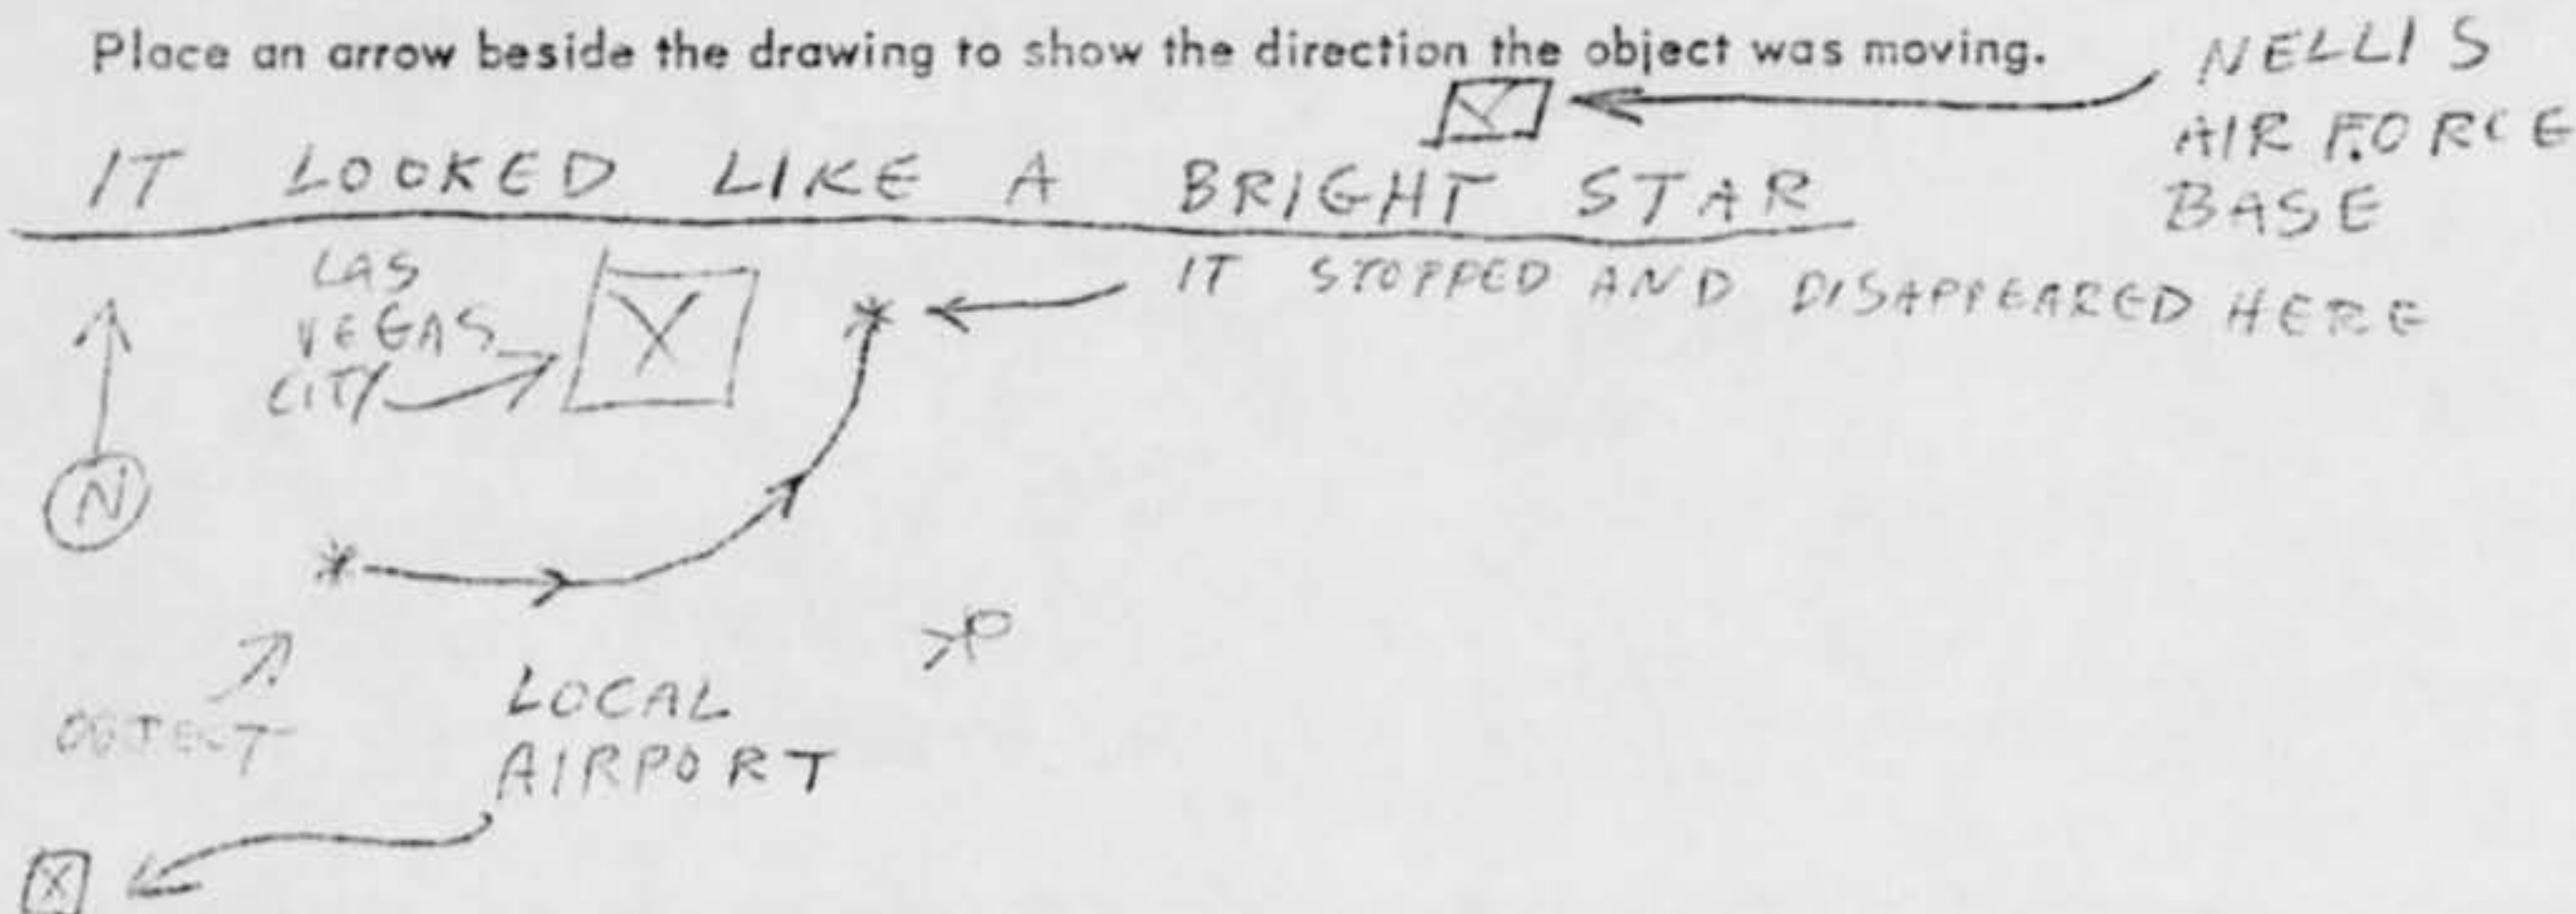 Place an arrow beside the drawing to show the direction the object was moving.
NELLIS
AIR FORCE
BASE
IT LOOKED LIKE A BRIGHT STAR
IT STOPPED AND DISAPPEARED HERE
LAS
VEGAS
CITY
X
N
OBJECT
LOCAL
AIRPORT
X